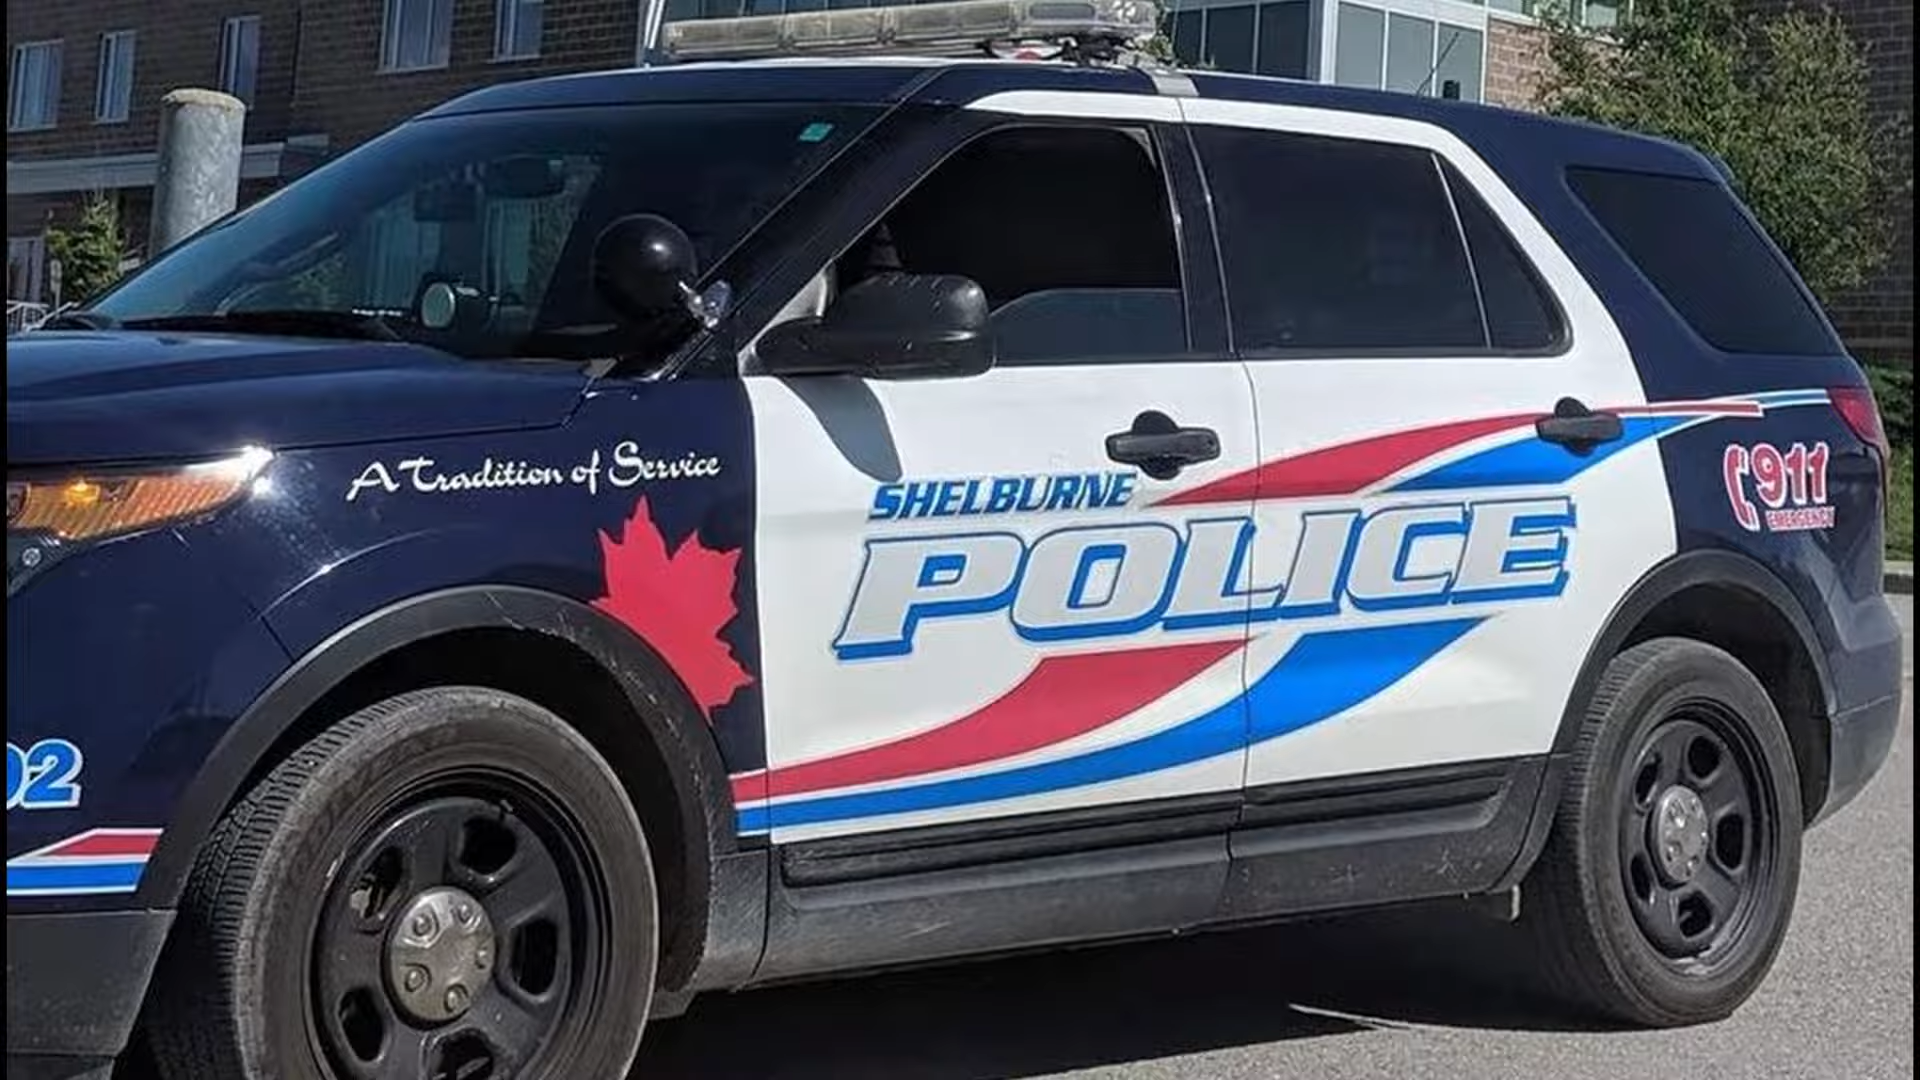 A Tradition of Service
SHELBURNE
POLICE
911
EMERGENCY
02